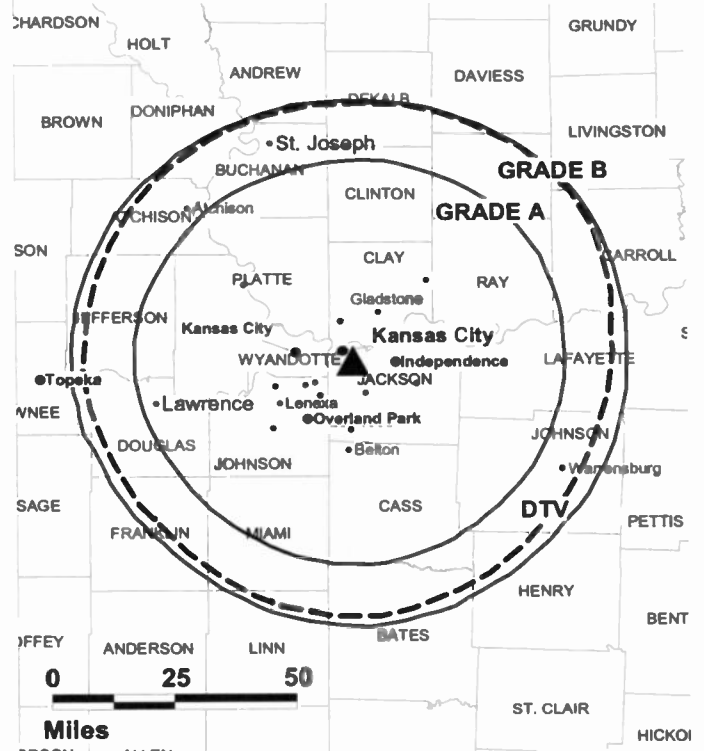 CHARDSON
HOLT
GRUNDY
ANDREW
DAVIESS
DEKALB
DONIPHAN
BROWN
LIVINGSTON
St. Joseph
BUCHANAN
GRADE B
CLINTON
GRADE A
Atchison
ATCHISON
SON
CLAY
CARROLL
PLATTE
RAY
Gladstone
JEFFERSON
Kansas City
Kansas City
S
WYANDOTTE
Independence
LAFAYETTE
Topeka
JACKSON
WNEE
Lawrence
Lenexa
Overland Park
JOHNSON
DOUGLAS
Belton
JOHNSON
Warrensburg
SAGE
CASS
DTV
PETTIS
FRANKLIN
MIAMI
HENRY
BENT
OFFEY
ANDERSON
LINN
BATES
0 25 50
Miles
ST. CLAIR
HICKO